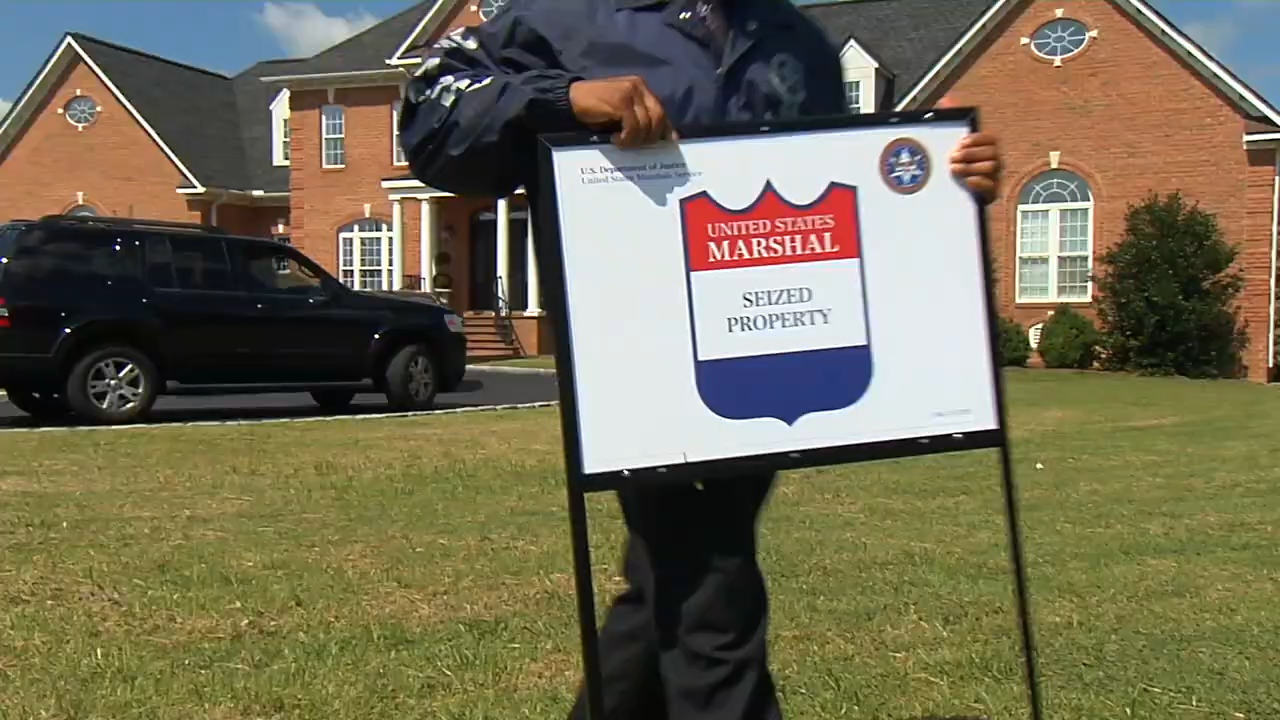 U.S. Department of Justice
United States Marshals Service
UNITED STATES
MARSHAL
SEIZED
PROPERTY